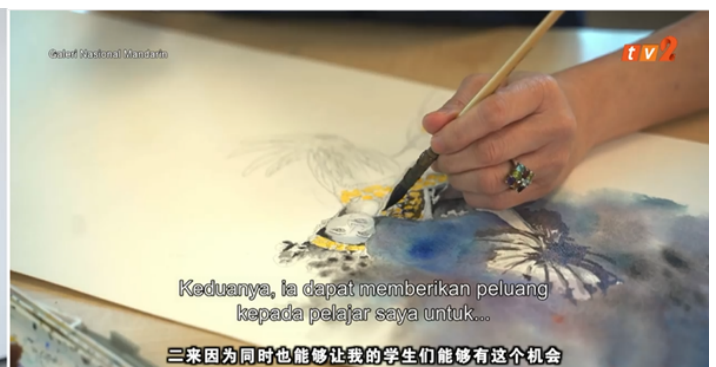 Galeri Nasional Mandarin
tv2
Keduanya, ia dapat memberikan peluang
kepada pelajar saya untuk...
二来因为同时也能够让我的学生们能够有这个机会